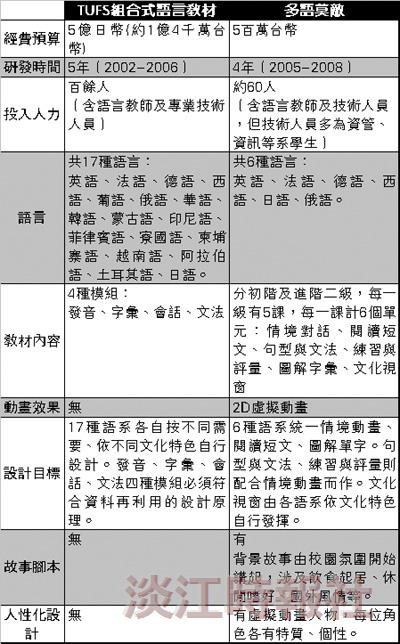 TUFS組合式語言教材 多語莫敵
經費預算 5億日幣(約1億4千萬台幣) 5百萬台幣
研發時間 5年（2002-2006） 4年（2005-2008）
投入人力
百餘人
（含語言教師及專業技術
人員）
約60人
（含語言教師及技術人員
，但技術人員多為資管、
資訊等系學生）
語言
共17種語言：
英語、法語、德語、西
語、葡語、俄語、華語、
韓語、蒙古語、印尼語、
菲律賓語、寮國語、柬埔
寨語、越南語、阿拉伯
語、土耳其語、日語。
共6種語言：
英語、法語、德語、西
語、日語、俄語。
教材內容
4種模組：
發音、字彙、會話、文法
分初階及進階二級，每一
級有5課，每一課計6個單
元：情境對話、閱讀短
文、句型與文法、練習與
評量、圖解字彙、文化視
窗
動畫效果 無 2D虛擬動畫
設計目標
17種語系各自按不同需
要、依不同文化特色自行
設計。發音、字彙、會
話、文法四種模組必須符
合資料再利用的設計原
理。
6種語系統一情境動畫、
閱讀短文、圖解單字。句
型與文法、練習與評量則
配合情境動畫而作。文化
視窗由各語系依文化特色
自行發揮。
故事腳本
無
有
背景故事由校園氛圍開始
講起，涉及飲食起居、休
閒嗜好、國外風情等。
人性化設
計
無
有虛擬動畫人物，每位角
色各有特質、個性。
淡江時報社